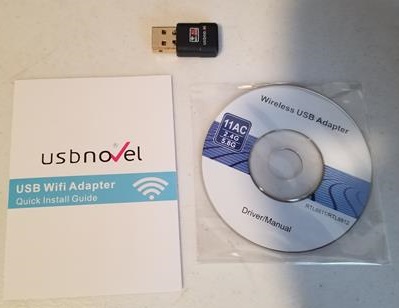 usbnovel
USB Wifi Adapter
Quick Install Guide
Wireless USB Adapter
11AC
2.4G
5.8G
Driver/Manual